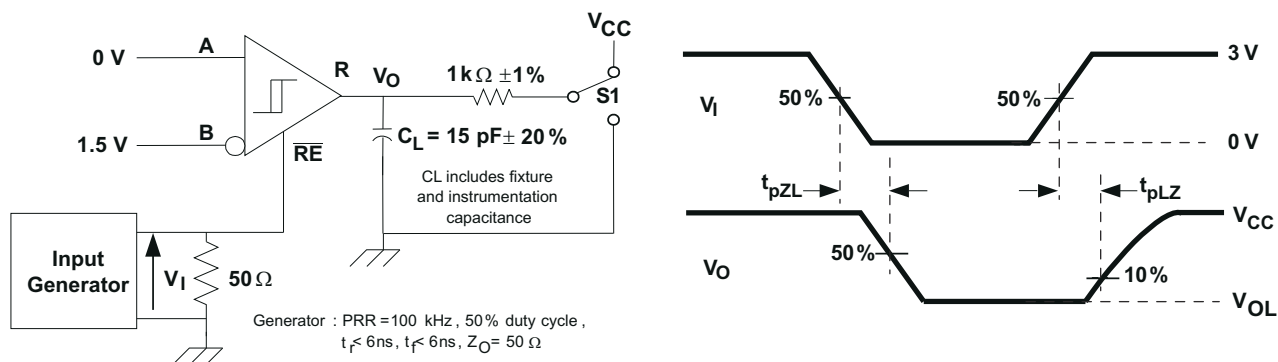 0 V
A
R
V_O
1 kΩ ±1%
V_CC
S1
1.5 V
B
R̅E̅
C_L = 15 pF ± 20 %
CL includes fixture
and instrumentation
capacitance
Input
Generator
V_I
50 Ω
Generator : PRR =100 kHz , 50% duty cycle ,
t_r< 6ns, t_f< 6ns, Z_O= 50 Ω
3 V
V_I
50 %
50 %
0 V
t_pZL
t_pLZ
V_CC
V_O
50 %
10 %
V_OL